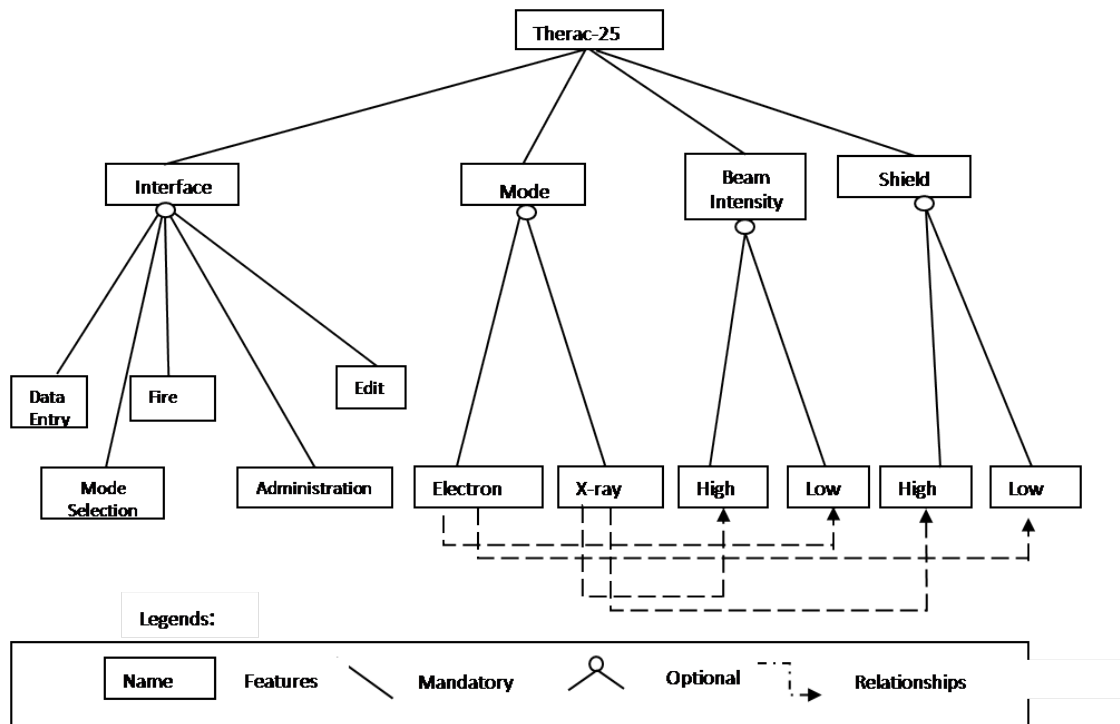 Therac-25
Interface
Mode
Beam
Intensity
Shield
Data
Entry
Fire
Edit
Mode
Selection
Administration
Electron
X-ray
High
Low
High
Low
Legends:
Name
Features
Mandatory
Optional
Relationships